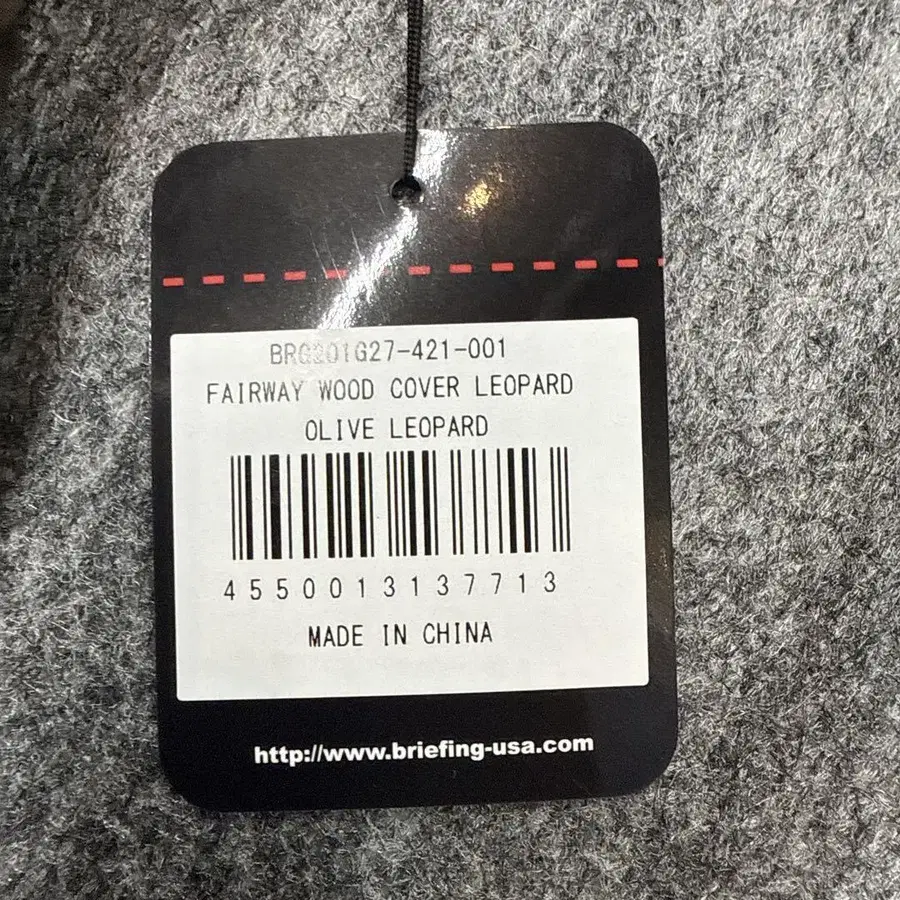 BRG201G27-421-001
FAIRWAY WOOD COVER LEOPARD
OLIVE LEOPARD
4550013137713
MADE IN CHINA
http://www.briefing-usa.com